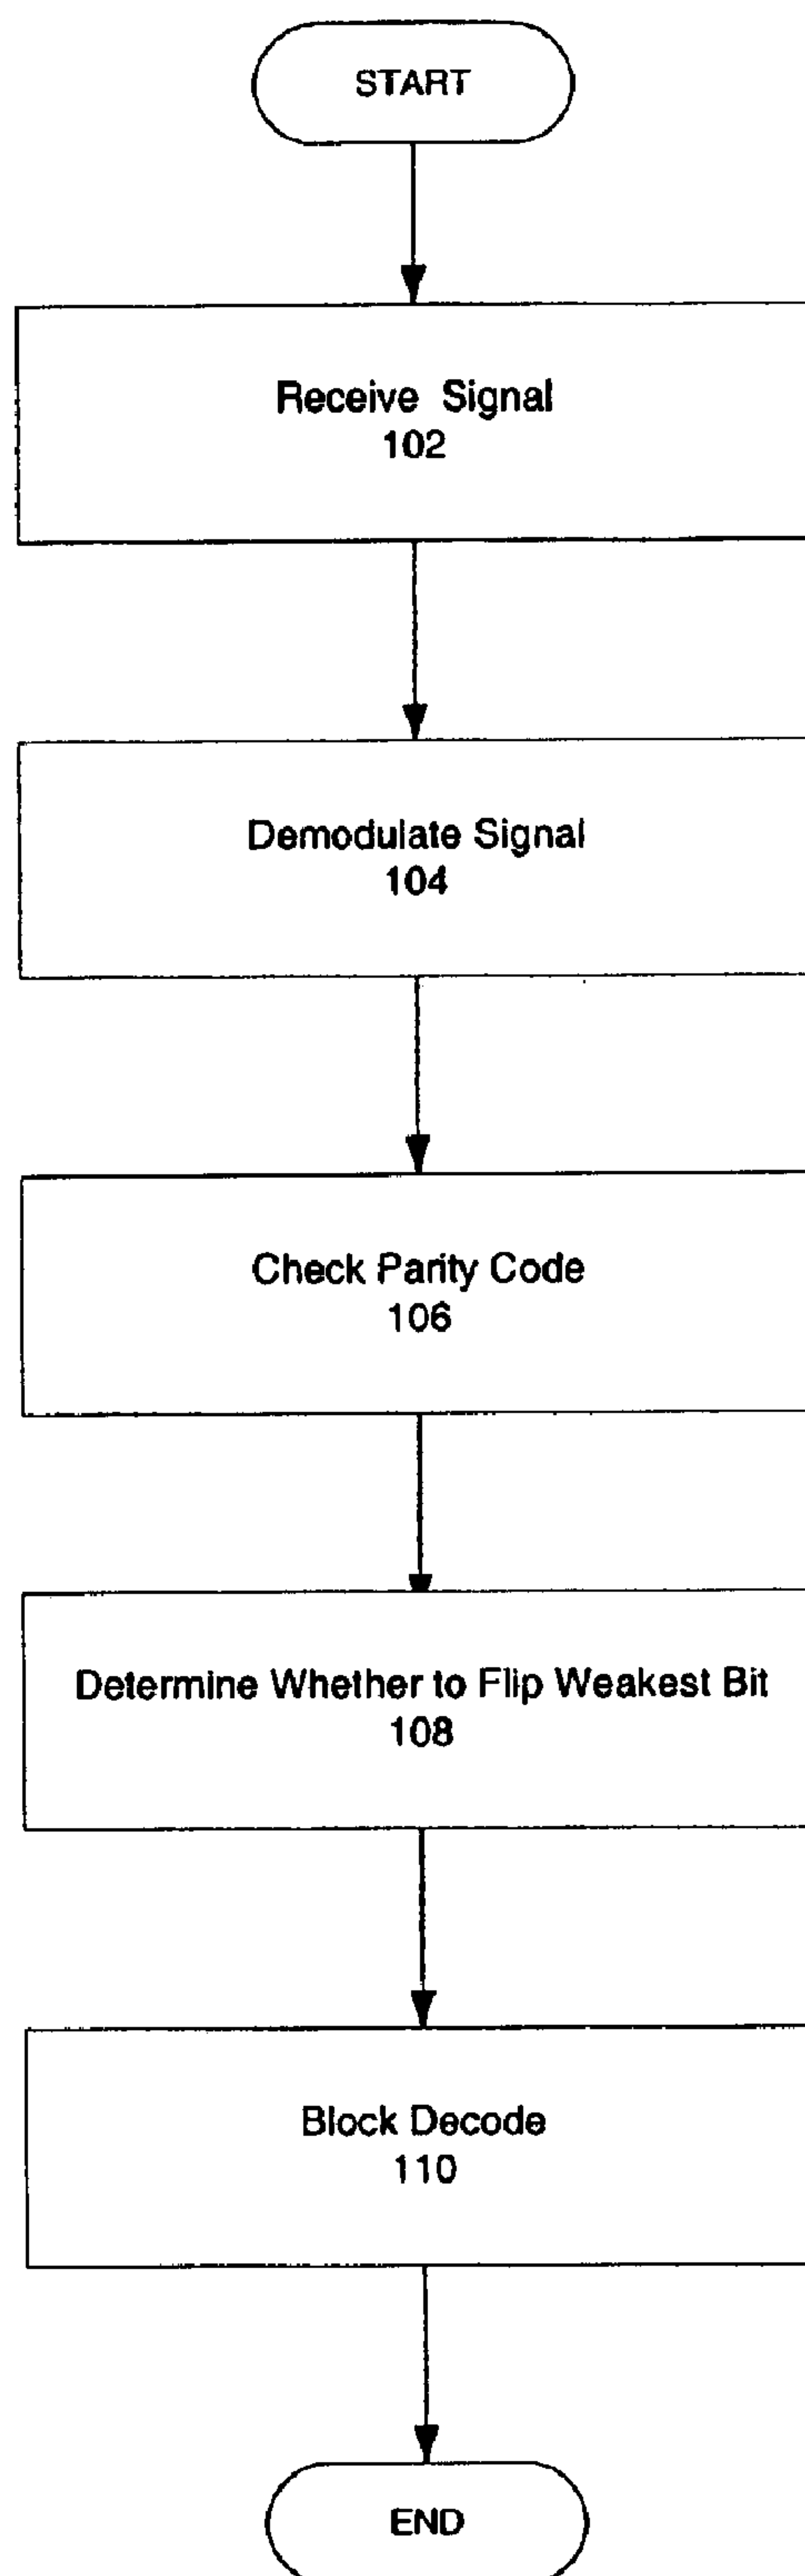 START
Receive Signal
102
Demodulate Signal
104
Check Parity Code
106
Determine Whether to Flip Weakest Bit
108
Block Decode
110
END